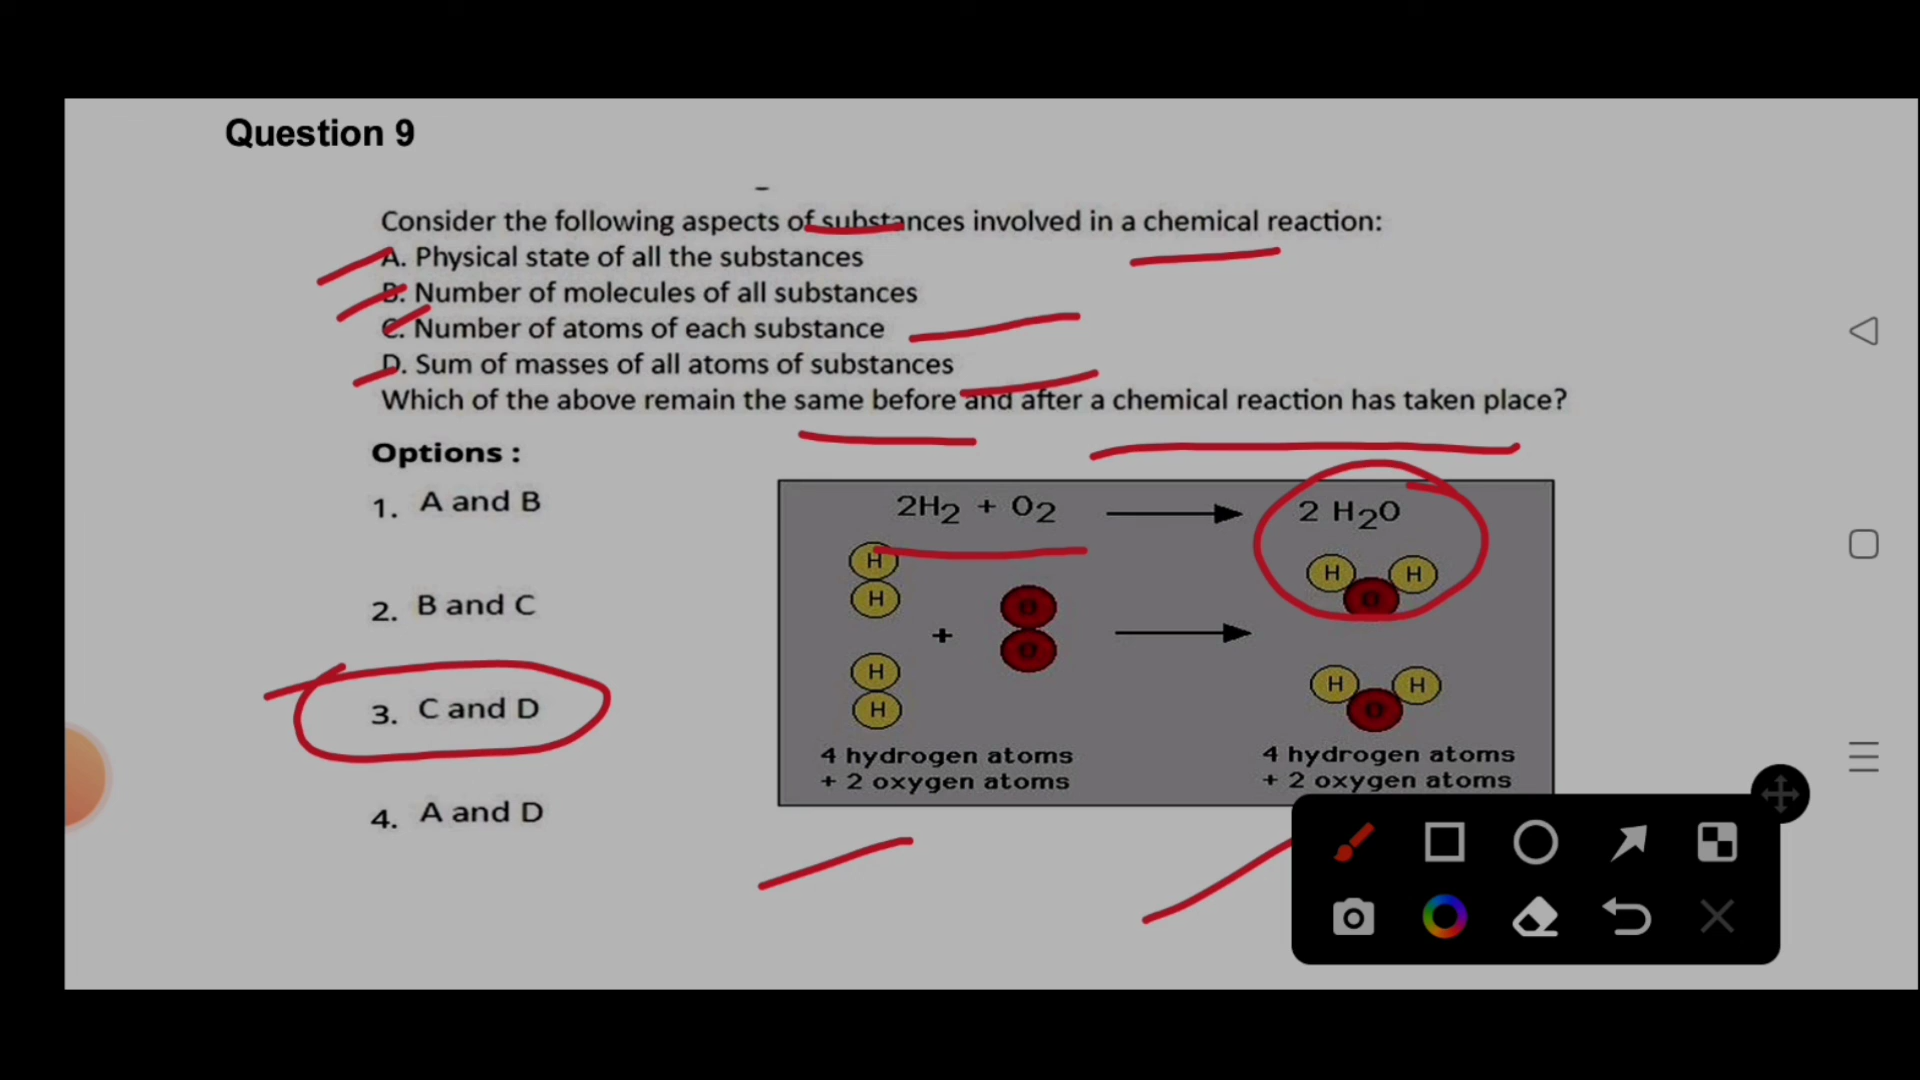 Question 9
Consider the following aspects of substances involved in a chemical reaction:
A. Physical state of all the substances
B. Number of molecules of all substances
C. Number of atoms of each substance
D. Sum of masses of all atoms of substances
Which of the above remain the same before and after a chemical reaction has taken place?
Options :
1. A and B
2. B and C
3. C and D
4. A and D
2H2 + O2 → 2 H2O
H H H
H O O
+ →
O
H H H
H O
4 hydrogen atoms
+ 2 oxygen atoms
4 hydrogen atoms
+ 2 oxygen atoms